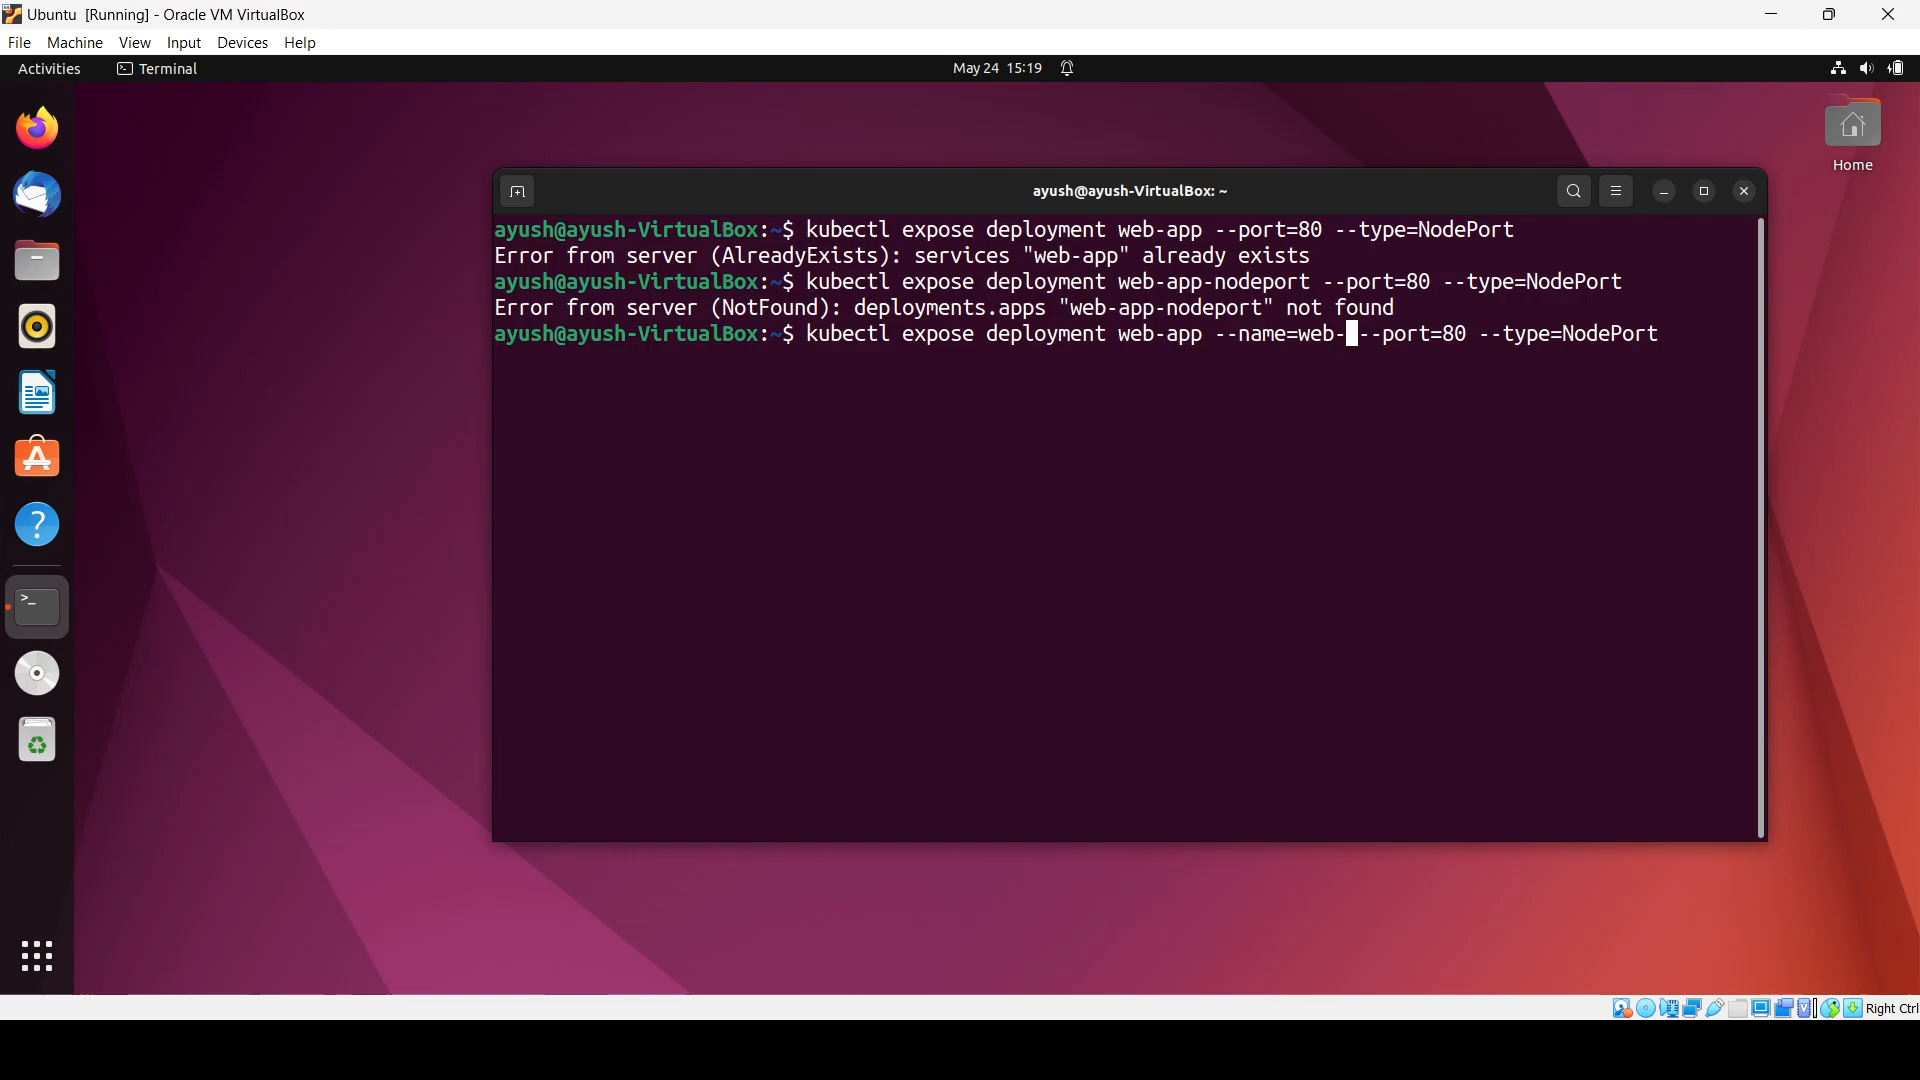 Ubuntu [Running] - Oracle VM VirtualBox
File Machine View Input Devices Help
Activities Terminal May 24 15:19
Home
ayush@ayush-VirtualBox: ~
ayush@ayush-VirtualBox:~$ kubectl expose deployment web-app --port=80 --type=NodePort
Error from server (AlreadyExists): services "web-app" already exists
ayush@ayush-VirtualBox:~$ kubectl expose deployment web-app-nodeport --port=80 --type=NodePort
Error from server (NotFound): deployments.apps "web-app-nodeport" not found
ayush@ayush-VirtualBox:~$ kubectl expose deployment web-app --name=web- --port=80 --type=NodePort
Right Ctrl